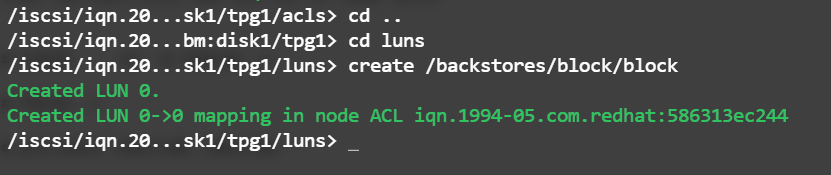 /iscsi/iqn.20...sk1/tpg1/acls> cd ..
/iscsi/iqn.20...bm:disk1/tpg1> cd luns
/iscsi/iqn.20...sk1/tpg1/luns> create /backstores/block/block
Created LUN 0.
Created LUN 0->0 mapping in node ACL iqn.1994-05.com.redhat:586313ec244
/iscsi/iqn.20...sk1/tpg1/luns> _